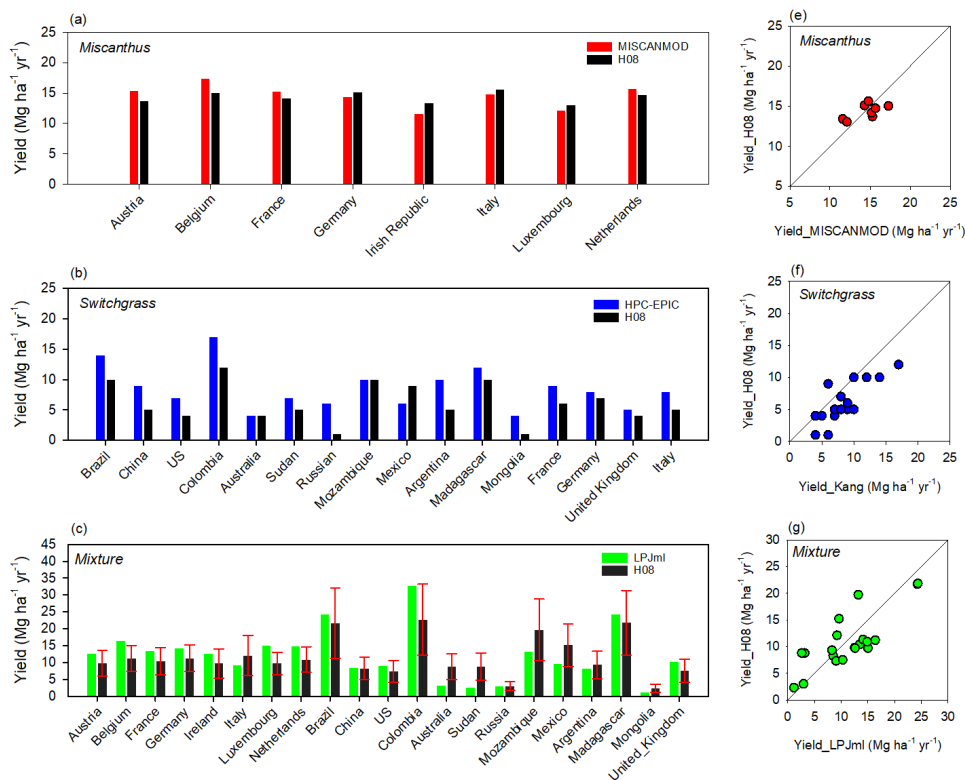 (a)
Miscanthus
MISCANMOD
H08
Yield (Mg ha⁻¹ yr⁻¹)
25
20
15
10
5
0
Austria
Belgium
France
Germany
Irish Republic
Italy
Luxembourg
Netherlands
(e)
Miscanthus
Yield_H08 (Mg ha⁻¹ yr⁻¹)
25
20
15
10
5
5 10 15 20 25
Yield_MISCANMOD (Mg ha⁻¹ yr⁻¹)
(b)
Switchgrass
HPC-EPIC
H08
Yield (Mg ha⁻¹ yr⁻¹)
25
20
15
10
5
0
Brazil
China
US
Colombia
Australia
Sudan
Russian
Mozambique
Mexico
Argentina
Madagascar
Mongolia
France
Germany
United Kingdom
Italy
(f)
Switchgrass
Yield_H08 (Mg ha⁻¹ yr⁻¹)
25
20
15
10
5
0
0 5 10 15 20 25
Yield_Kang (Mg ha⁻¹ yr⁻¹)
(c)
Mixture
LPJml
H08
Yield (Mg ha⁻¹ yr⁻¹)
45
40
35
30
25
20
15
10
5
0
Austria
Belgium
France
Germany
Ireland
Italy
Luxembourg
Netherlands
Brazil
China
US
Colombia
Australia
Sudan
Russia
Mozambique
Mexico
Argentina
Madagascar
Mongolia
United_Kingdom
(g)
Mixture
Yield_H08 (Mg ha⁻¹ yr⁻¹)
30
25
20
15
10
5
0
0 5 10 15 20 25 30
Yield_LPJml (Mg ha⁻¹ yr⁻¹)